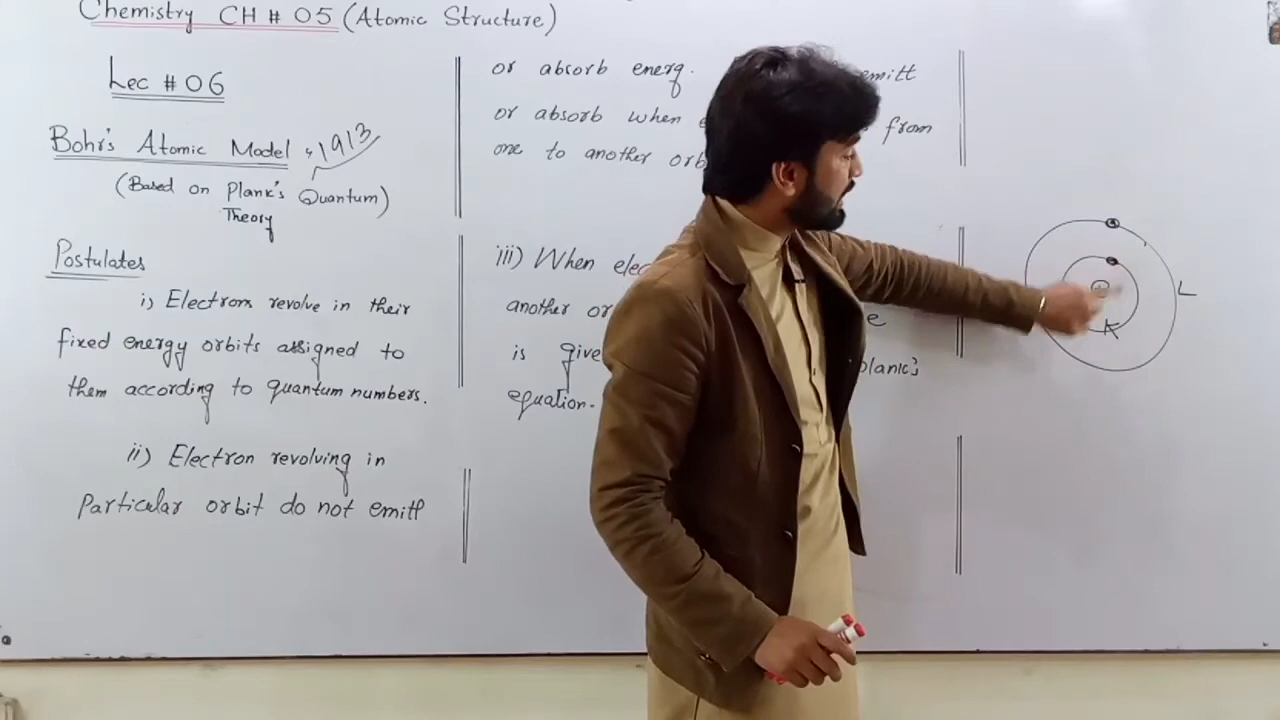 Chemistry CH # 05 (Atomic Structure)
Lec # 06
Bohr's Atomic Model, 1913
(Based on Plank's Quantum)
Theory
Postulates
i) Electrons revolve in their
fixed energy orbits assigned to
them according to quantum numbers.
ii) Electron revolving in
Particular orbit do not emitt
or absorb energ. emitt
or absorb when from
one to another orb
iii) When elec
another or e
is give plank's
equation.
L
K